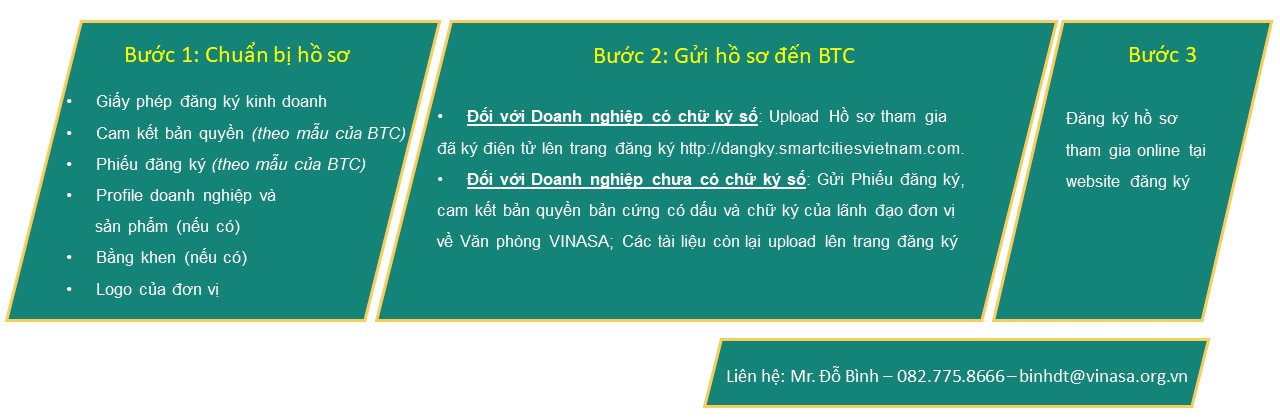 Bước 1: Chuẩn bị hồ sơ
• Giấy phép đăng ký kinh doanh
• Cam kết bản quyền (theo mẫu của BTC)
• Phiếu đăng ký (theo mẫu của BTC)
• Profile doanh nghiệp và
sản phẩm (nếu có)
• Bằng khen (nếu có)
• Logo của đơn vị
Bước 2: Gửi hồ sơ đến BTC
• Đối với Doanh nghiệp có chữ ký số: Upload Hồ sơ tham gia
đã ký điện tử lên trang đăng ký http://dangky.smartcitiesvietnam.com.
• Đối với Doanh nghiệp chưa có chữ ký số: Gửi Phiếu đăng ký,
cam kết bản quyền bản cứng có dấu và chữ ký của lãnh đạo đơn vị
về Văn phòng VINASA; Các tài liệu còn lại upload lên trang đăng ký
Bước 3
Đăng ký hồ sơ
tham gia online tại
website đăng ký
Liên hệ: Mr. Đỗ Bình – 082.775.8666 – binhdt@vinasa.org.vn